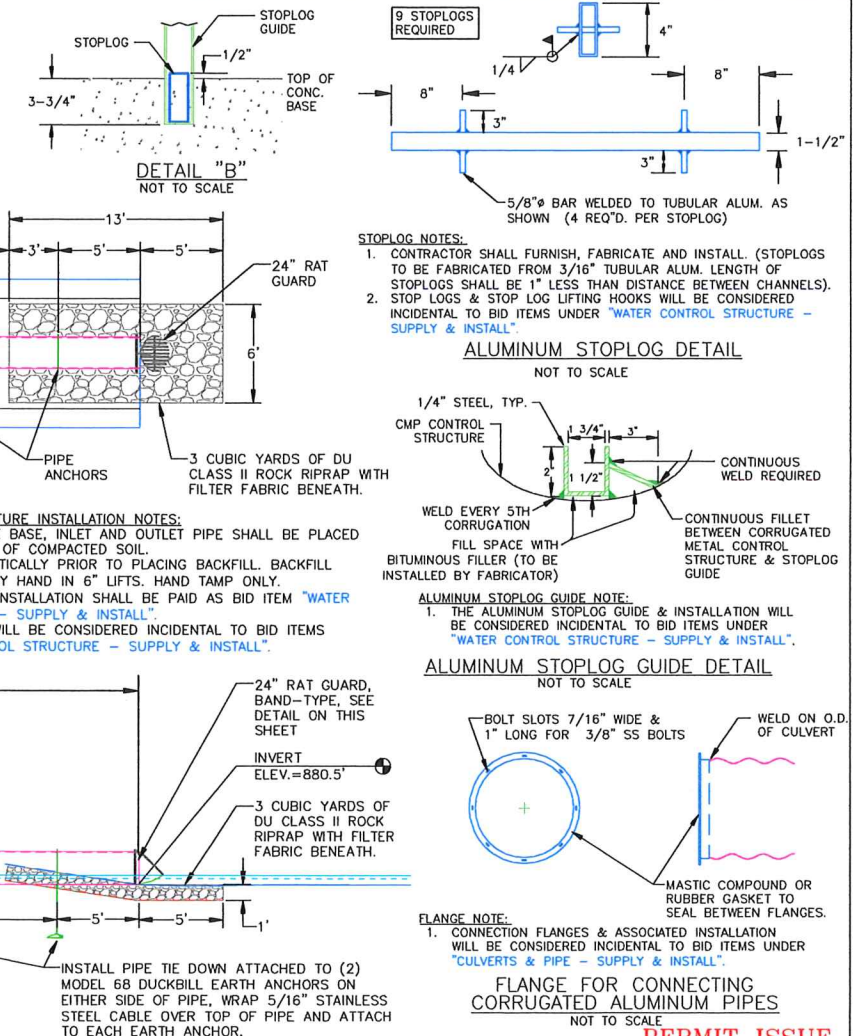 STOPLOG
GUIDE
STOPLOG
1/2"
TOP OF
CONC.
BASE
3-3/4"
DETAIL "B"
NOT TO SCALE
9 STOPLOGS
REQUIRED
4"
1/4
8"
8"
3"
3"
1-1/2"
5/8"ø BAR WELDED TO TUBULAR ALUM. AS
SHOWN (4 REQ"D. PER STOPLOG)
STOPLOG NOTES:
1. CONTRACTOR SHALL FURNISH, FABRICATE AND INSTALL. (STOPLOGS
TO BE FABRICATED FROM 3/16" TUBULAR ALUM. LENGTH OF
STOPLOGS SHALL BE 1" LESS THAN DISTANCE BETWEEN CHANNELS).
2. STOP LOGS & STOP LOG LIFTING HOOKS WILL BE CONSIDERED
INCIDENTAL TO BID ITEMS UNDER "WATER CONTROL STRUCTURE –
SUPPLY & INSTALL".
ALUMINUM STOPLOG DETAIL
NOT TO SCALE
13'
3'
5'
5'
24" RAT
GUARD
6'
PIPE
ANCHORS
3 CUBIC YARDS OF DU
CLASS II ROCK RIPRAP WITH
FILTER FABRIC BENEATH.
1/4" STEEL, TYP.
CMP CONTROL
STRUCTURE
1 3/4"
3"
2"
1 1/2"
CONTINUOUS
WELD REQUIRED
WELD EVERY 5TH
CORRUGATION
FILL SPACE WITH
BITUMINOUS FILLER (TO BE
INSTALLED BY FABRICATOR)
CONTINUOUS FILLET
BETWEEN CORRUGATED
METAL CONTROL
STRUCTURE & STOPLOG
GUIDE
TURE INSTALLATION NOTES:
BASE, INLET AND OUTLET PIPE SHALL BE PLACED
OF COMPACTED SOIL.
TICALLY PRIOR TO PLACING BACKFILL. BACKFILL
Y HAND IN 6" LIFTS. HAND TAMP ONLY.
NSTALLATION SHALL BE PAID AS BID ITEM "WATER
– SUPPLY & INSTALL".
ILL BE CONSIDERED INCIDENTAL TO BID ITEMS
OL STRUCTURE – SUPPLY & INSTALL".
ALUMINUM STOPLOG GUIDE NOTE:
1. THE ALUMINUM STOPLOG GUIDE & INSTALLATION WILL
BE CONSIDERED INCIDENTAL TO BID ITEMS UNDER
"WATER CONTROL STRUCTURE – SUPPLY & INSTALL".
ALUMINUM STOPLOG GUIDE DETAIL
NOT TO SCALE
24" RAT GUARD,
BAND-TYPE, SEE
DETAIL ON THIS
SHEET
INVERT
ELEV.=880.5'
3 CUBIC YARDS OF
DU CLASS II ROCK
RIPRAP WITH FILTER
FABRIC BENEATH.
5'
5'
1'
INSTALL PIPE TIE DOWN ATTACHED TO (2)
MODEL 68 DUCKBILL EARTH ANCHORS ON
EITHER SIDE OF PIPE, WRAP 5/16" STAINLESS
STEEL CABLE OVER TOP OF PIPE AND ATTACH
TO EACH EARTH ANCHOR.
BOLT SLOTS 7/16" WIDE &
1" LONG FOR 3/8" SS BOLTS
WELD ON O.D.
OF CULVERT
MASTIC COMPOUND OR
RUBBER GASKET TO
SEAL BETWEEN FLANGES.
FLANGE NOTE:
1. CONNECTION FLANGES & ASSOCIATED INSTALLATION
WILL BE CONSIDERED INCIDENTAL TO BID ITEMS UNDER
"CULVERTS & PIPE – SUPPLY & INSTALL".
FLANGE FOR CONNECTING
CORRUGATED ALUMINUM PIPES
NOT TO SCALE
PERMIT ISSUE